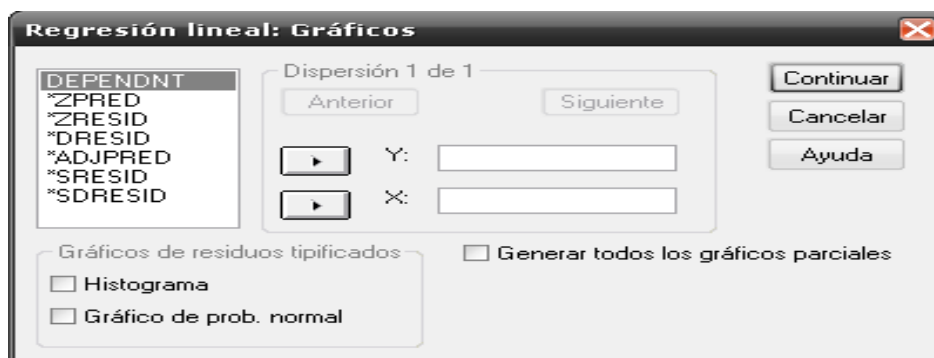 Regresión lineal: Gráficos
DEPENDNT
*ZPRED
*ZRESID
*DRESID
*ADJPRED
*SRESID
*SDRESID
Dispersión 1 de 1
Anterior
Siguiente
Y:
X:
Continuar
Cancelar
Ayuda
Gráficos de residuos tipificados
Histograma
Gráfico de prob. normal
Generar todos los gráficos parciales